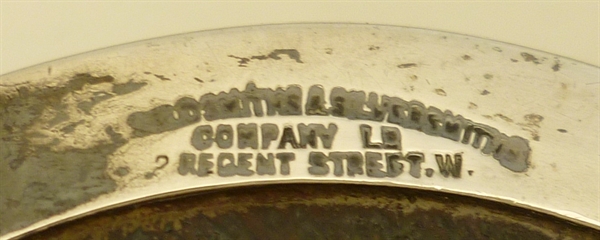 GOLDSMITHS & SILVERSMITHS
COMPANY LD
REGENT STREET. W.